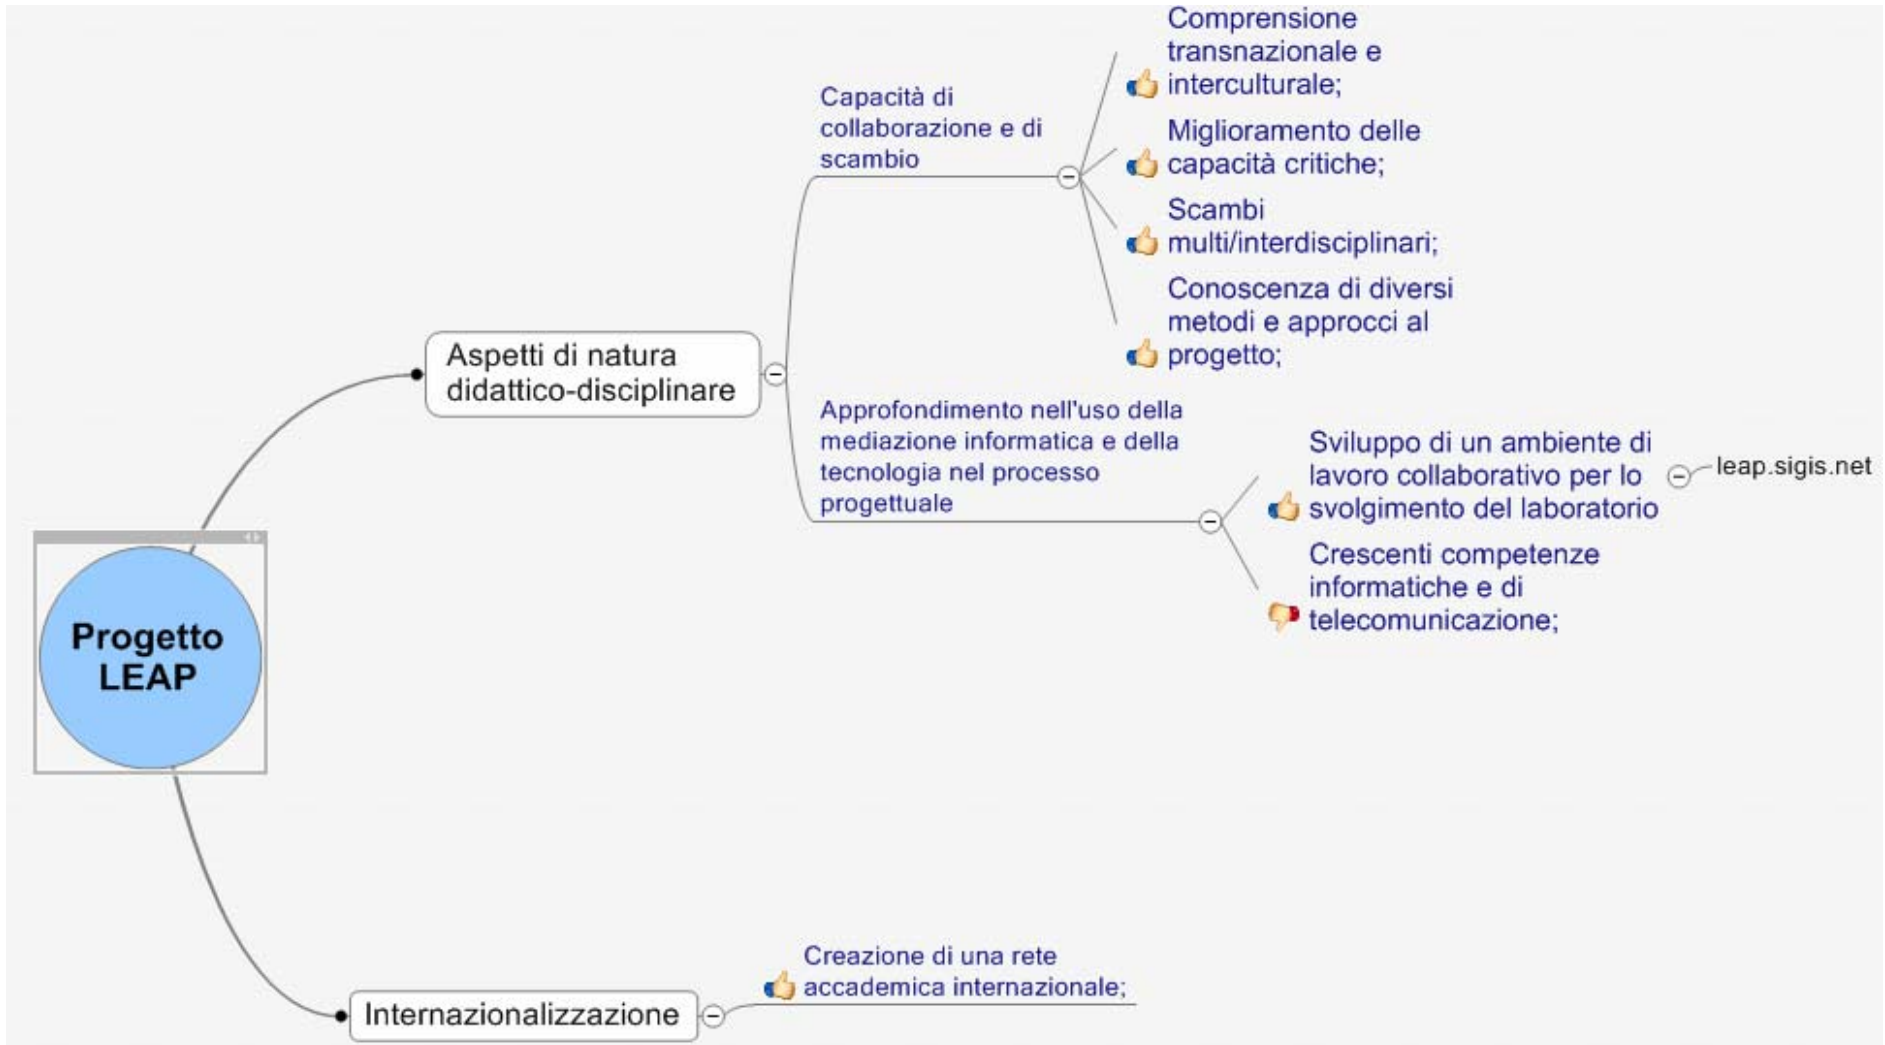 Comprensione
transnazionale e
interculturale;
Capacità di
collaborazione e di
scambio
Miglioramento delle
capacità critiche;
Scambi
multi/interdisciplinari;
Conoscenza di diversi
metodi e approcci al
progetto;
Aspetti di natura
didattico-disciplinare
Approfondimento nell'uso della
mediazione informatica e della
tecnologia nel processo
progettuale
Sviluppo di un ambiente di
lavoro collaborativo per lo
svolgimento del laboratorio
leap.sigis.net
Crescenti competenze
informatiche e di
telecomunicazione;
Progetto
LEAP
Creazione di una rete
accademica internazionale;
Internazionalizzazione